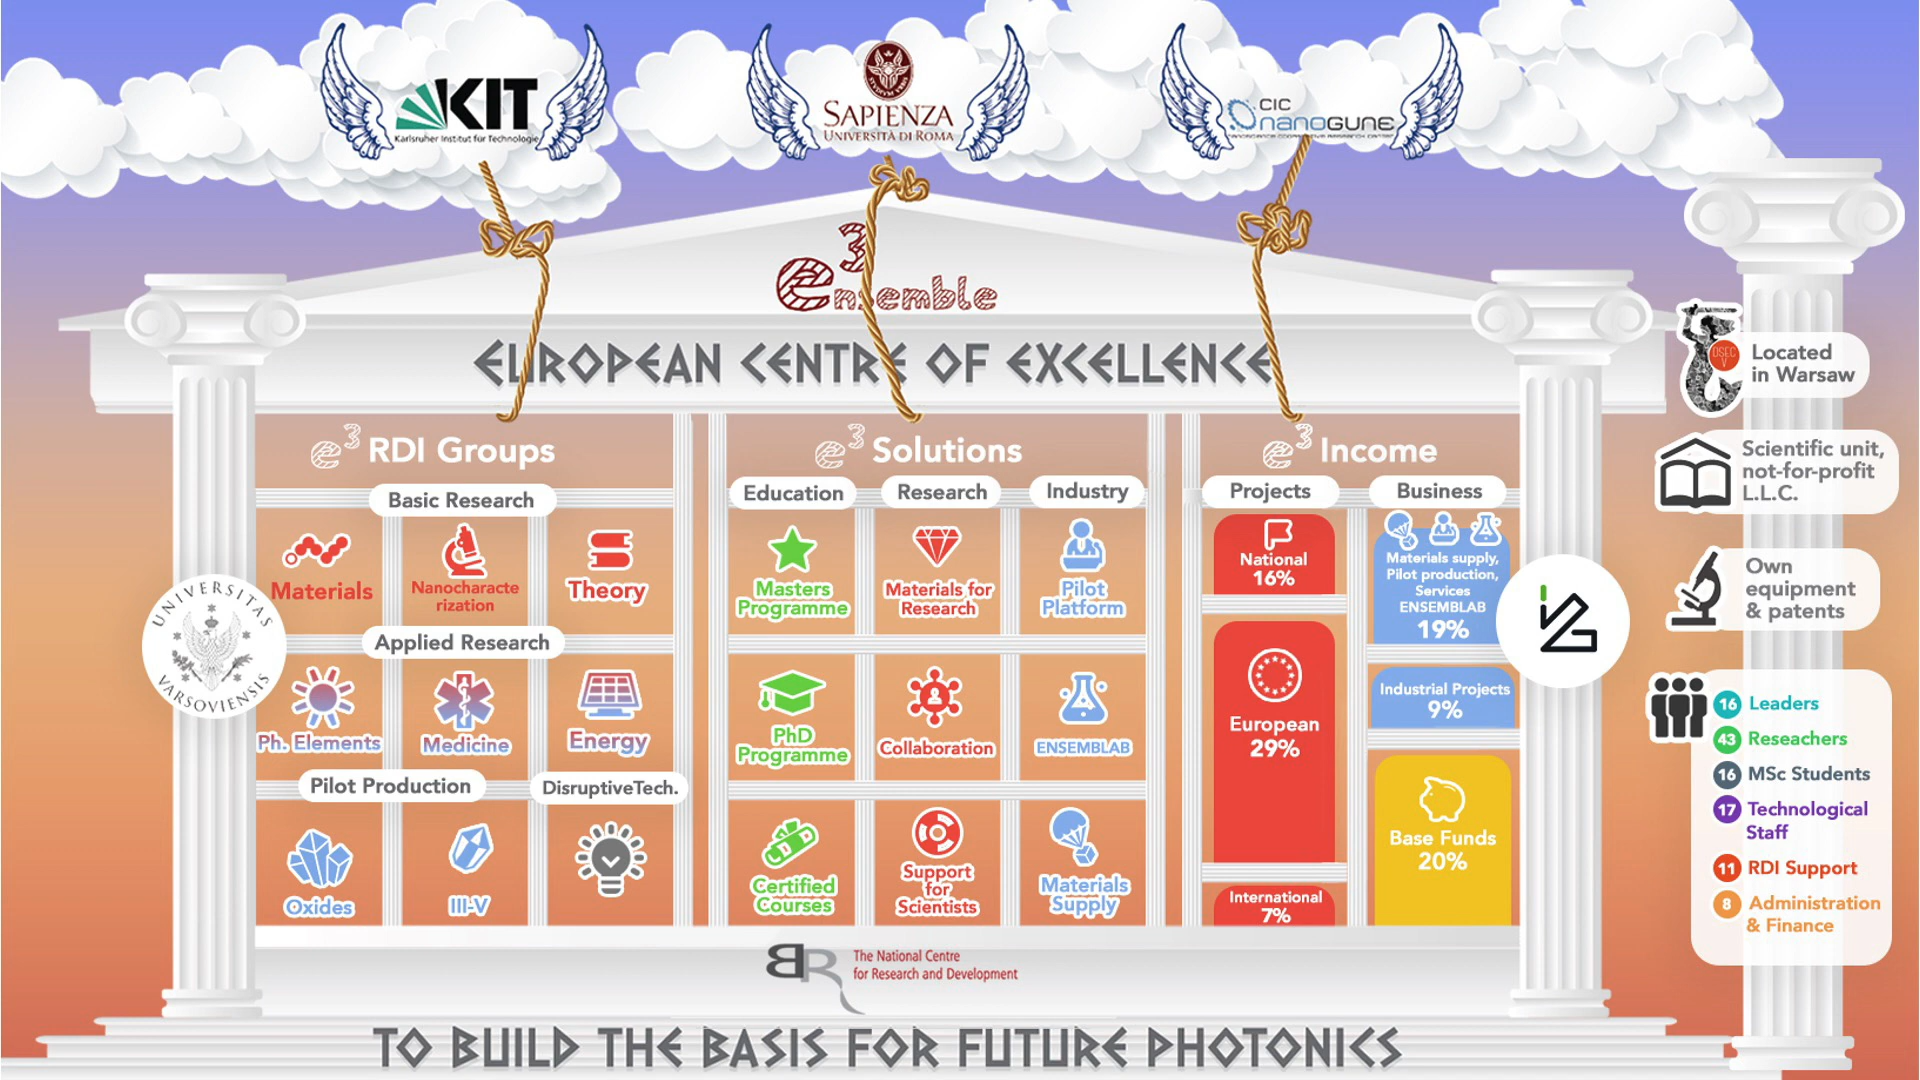 KIT
Karlsruher Institut für Technologie
SAPIENZA
UNIVERSITÀ DI ROMA
CIC
nanoGUNE
e³nsemble
EUROPEAN CENTRE OF EXCELLENCE
e³ RDI Groups
Basic Research
Materials
Nanocharacte
rization
Theory
Applied Research
Ph. Elements
Medicine
Energy
Pilot Production
DisruptiveTech.
Oxides
III-V
e³ Solutions
Education
Research
Industry
Masters
Programme
Materials for
Research
Pilot
Platform
PhD
Programme
Collaboration
ENSEMBLAB
Certified
Courses
Support
for
Scientists
Materials
Supply
e³ Income
Projects
Business
National
16%
European
29%
International
7%
Materials supply,
Pilot production,
Services
ENSEMBLAB
19%
Industrial Projects
9%
Base Funds
20%
UNIVERSITAS
VARSOVIENSIS
The National Centre
for Research and Development
TO BUILD THE BASIS FOR FUTURE PHOTONICS
Located
in Warsaw
Scientific unit,
not-for-profit
L.L.C.
Own
equipment
& patents
16 Leaders
43 Reseachers
16 MSc Students
17 Technological
Staff
11 RDI Support
8 Administration
& Finance